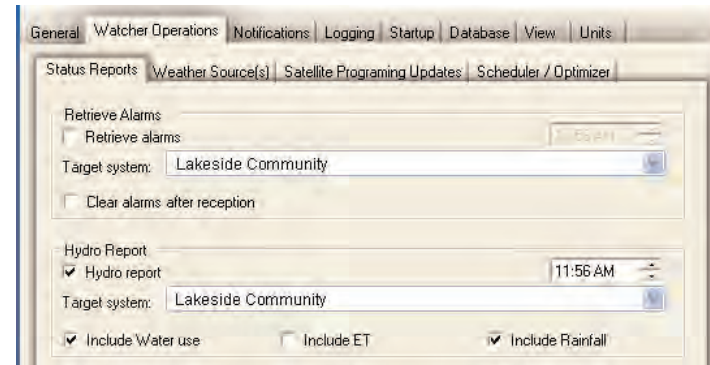 General Watcher Operations Notifications Logging Startup Database View Units
Status Reports Weather Source(s) Satellite Programing Updates Scheduler / Optimizer
Retrieve Alarms
Retrieve alarms
Target system: Lakeside Community
Clear alarms after reception
Hydro Report
Hydro report 11:56 AM
Target system: Lakeside Community
Include Water use Include ET Include Rainfall